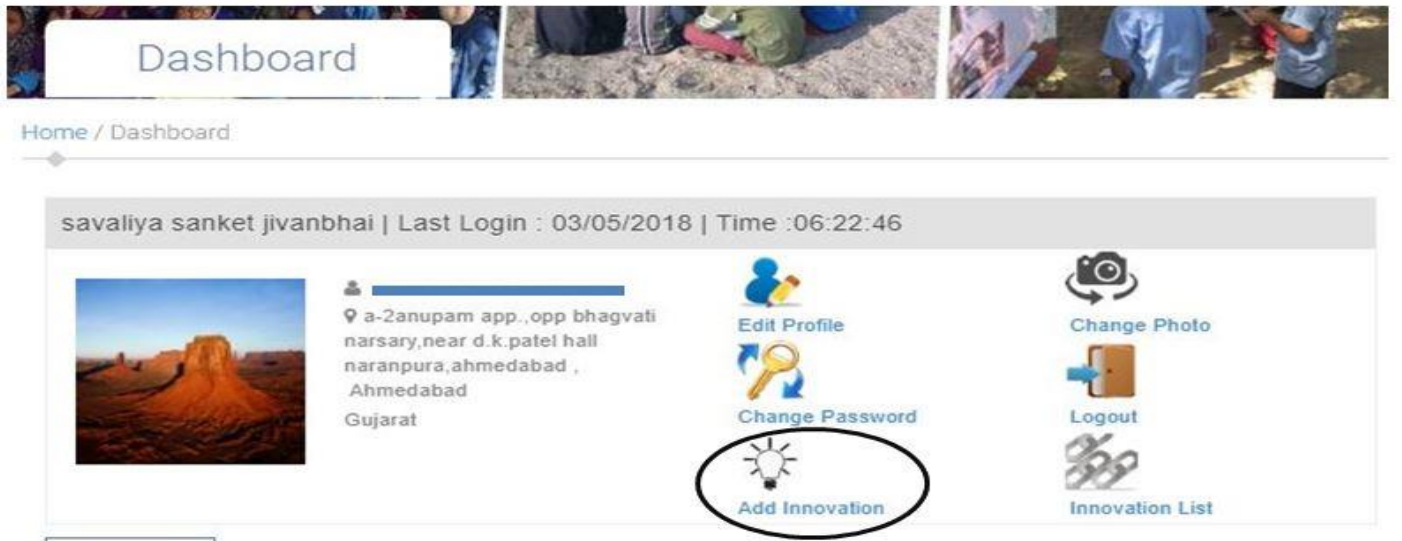 Dashboard
Home / Dashboard
savaliya sanket jivanbhai | Last Login : 03/05/2018 | Time :06:22:46
a-2anupam app.,opp bhagvati
narsary,near d.k.patel hall
naranpura,ahmedabad ,
Ahmedabad
Gujarat
Edit Profile
Change Photo
Change Password
Logout
Add Innovation
Innovation List